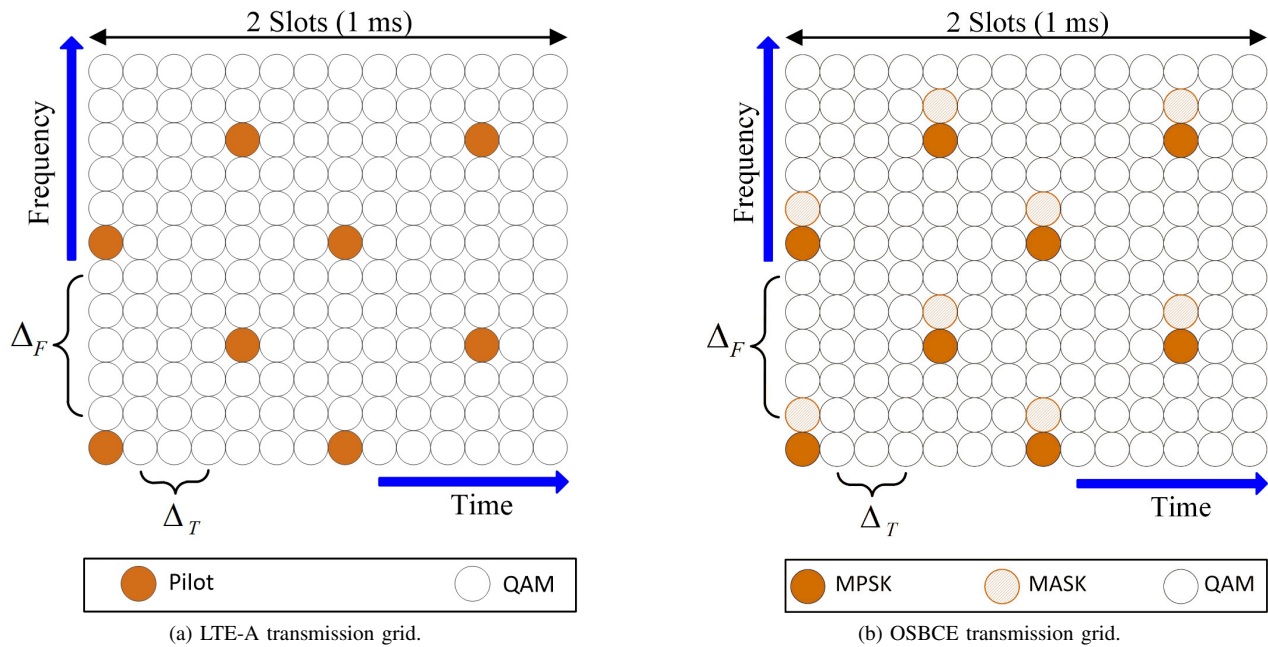 2 Slots (1 ms)
Frequency
Δ_F
Δ_T
Time
Pilot
QAM
(a) LTE-A transmission grid.
2 Slots (1 ms)
Frequency
Δ_F
Δ_T
Time
MPSK
MASK
QAM
(b) OSBCE transmission grid.